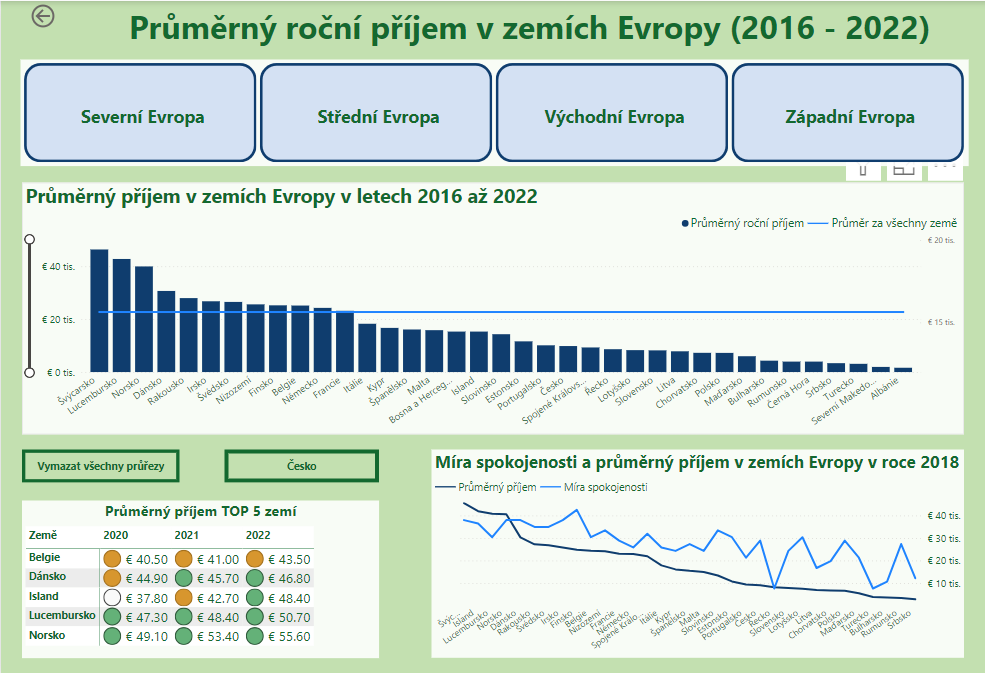 Průměrný roční příjem v zemích Evropy (2016 - 2022)
Severní Evropa
Střední Evropa
Východní Evropa
Západní Evropa
Průměrný příjem v zemích Evropy v letech 2016 až 2022
Průměrný roční příjem
Průměr za všechny země
€ 20 tis.
€ 40 tis.
€ 20 tis.
€ 15 tis.
€ 0 tis.
Švýcarsko
Lucembursko
Norsko
Dánsko
Rakousko
Irsko
Švédsko
Nizozemí
Finsko
Belgie
Německo
Francie
Itálie
Kypr
Španělsko
Malta
Bosna a Herceg...
Island
Slovinsko
Estonsko
Portugalsko
Česko
Spojené Královs...
Řecko
Lotyšsko
Slovensko
Litva
Chorvatsko
Polsko
Maďarsko
Bulharsko
Rumunsko
Černá Hora
Srbsko
Turecko
Severní Makedo...
Albánie
Vymazat všechny průřezy
Česko
Průměrný příjem TOP 5 zemí
Země 2020 2021 2022
Belgie € 40.50 € 41.00 € 43.50
Dánsko € 44.90 € 45.70 € 46.80
Island € 37.80 € 42.70 € 48.40
Lucembursko € 47.30 € 48.40 € 50.70
Norsko € 49.10 € 53.40 € 55.60
Míra spokojenosti a průměrný příjem v zemích Evropy v roce 2018
Průměrný příjem
Míra spokojenosti
€ 40 tis.
€ 30 tis.
€ 20 tis.
€ 10 tis.
Švýc...
Island
Lucembursko
Norsko
Dánsko
Rakousko
Švédsko
Irsko
Finsko
Belgie
Nizozemí
Francie
Německo
Spojené Králo...
Itálie
Kypr
Španělsko
Malta
Slovinsko
Estonsko
Portugalsko
Česko
Řecko
Slovensko
Lotyšsko
Litva
Chorvatsko
Polsko
Maďarsko
Turecko
Bulharsko
Rumunsko
Srbsko